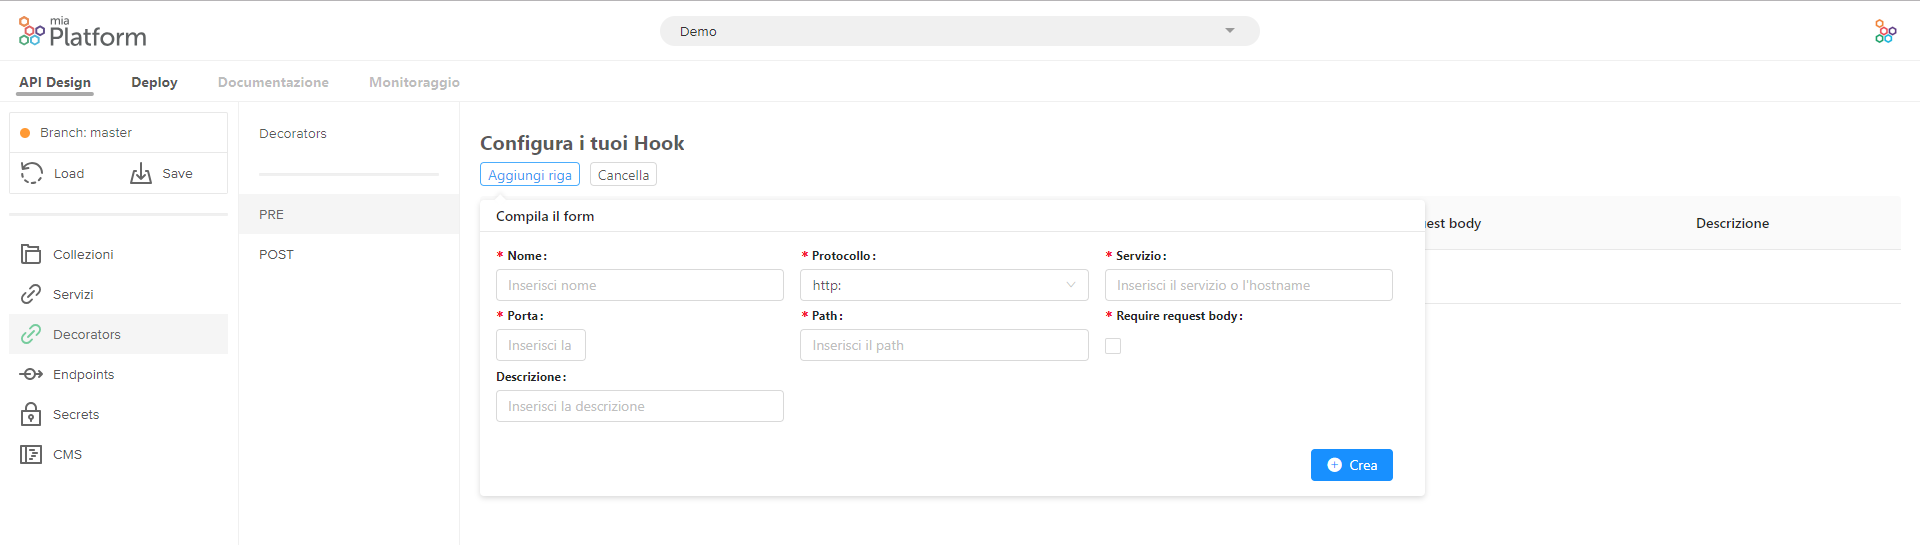 mia
Platform
Demo
API Design
Deploy
Documentazione
Monitoraggio
Branch: master
Load
Save
Collezioni
Servizi
Decorators
Endpoints
Secrets
CMS
Decorators
PRE
POST
Configura i tuoi Hook
Aggiungi riga
Cancella
Compila il form
* Nome:
Inserisci nome
* Protocollo:
http:
* Servizio:
Inserisci il servizio o l'hostname
* Porta:
Inserisci la
* Path:
Inserisci il path
* Require request body:
Descrizione:
Inserisci la descrizione
Crea
est body
Descrizione